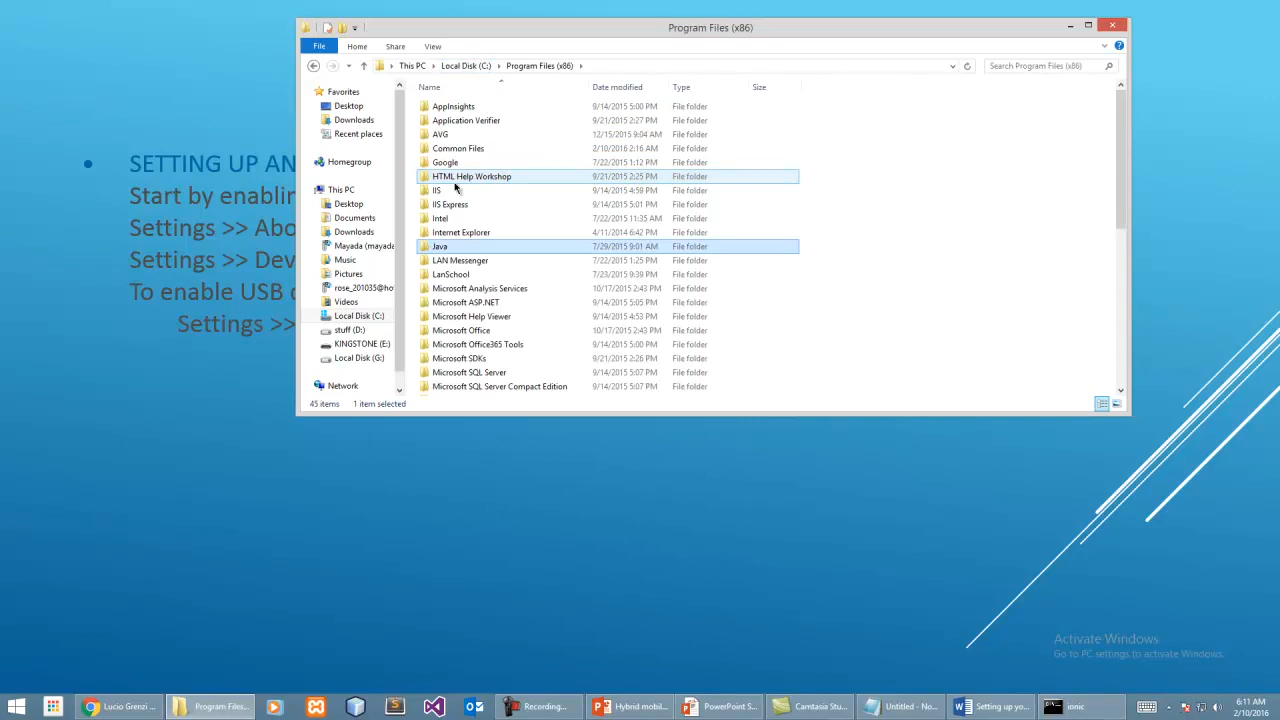 Program Files (x86)
File Home Share View
This PC Local Disk (C:) Program Files (x86) Search Program Files (x86)
Name Date modified Type Size
Favorites
Desktop
Downloads
Recent places
Homegroup
This PC
Desktop
Documents
Downloads
Mayada (mayada
Music
Pictures
rose_201035@ho
Videos
Local Disk (C:)
stuff (D:)
KINGSTONE (E:)
Local Disk (G:)
Network
AppInsights 9/14/2015 5:00 PM File folder
Application Verifier 9/21/2015 2:27 PM File folder
AVG 12/15/2015 9:04 AM File folder
Common Files 2/10/2016 2:16 AM File folder
Google 7/22/2015 1:12 PM File folder
HTML Help Workshop 9/21/2015 2:25 PM File folder
IIS 9/14/2015 4:59 PM File folder
IIS Express 9/14/2015 5:01 PM File folder
Intel 7/22/2015 11:35 AM File folder
Internet Explorer 4/11/2014 6:42 PM File folder
Java 7/29/2015 9:01 AM File folder
LAN Messenger 7/22/2015 1:25 PM File folder
LanSchool 7/23/2015 9:39 PM File folder
Microsoft Analysis Services 10/17/2015 2:43 PM File folder
Microsoft ASP.NET 9/14/2015 5:05 PM File folder
Microsoft Help Viewer 9/14/2015 4:53 PM File folder
Microsoft Office 10/17/2015 2:43 PM File folder
Microsoft Office365 Tools 9/14/2015 5:00 PM File folder
Microsoft SDKs 9/21/2015 2:26 PM File folder
Microsoft SQL Server 9/14/2015 5:07 PM File folder
Microsoft SQL Server Compact Edition 9/14/2015 5:07 PM File folder
45 items 1 item selected
• SETTING UP AN
Start by enablin
Settings >> Abo
Settings >> Dev
To enable USB
Settings >>
Activate Windows
Go to PC settings to activate Windows.
Lucio Grenzi ... Program Files... Recording... Hybrid mobil... PowerPoint S... Camtasia Stu... Untitled - No... Setting up yo... ionic
6:11 AM
2/10/2016